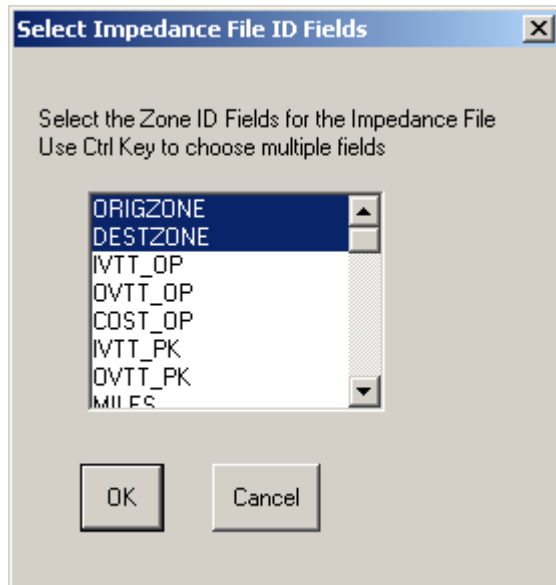 Select Impedance File ID Fields
Select the Zone ID Fields for the Impedance File
Use Ctrl Key to choose multiple fields
ORIGZONE
DESTZONE
IVTT_OP
OVTT_OP
COST_OP
IVTT_PK
OVTT_PK
MILES
OK
Cancel